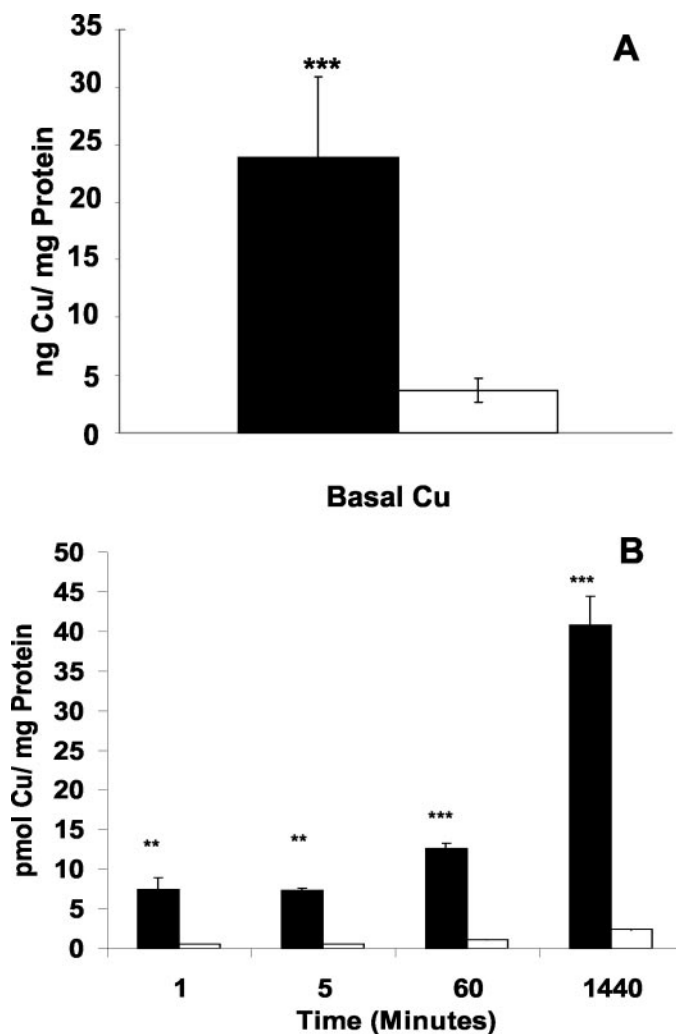 A
***
35
30
25
20
15
10
5
0
ng Cu/ mg Protein
Basal Cu
B
50
45
40
35
30
25
20
15
10
5
0
pmol Cu/ mg Protein
** ** *** ***
1 5 60 1440
Time (Minutes)